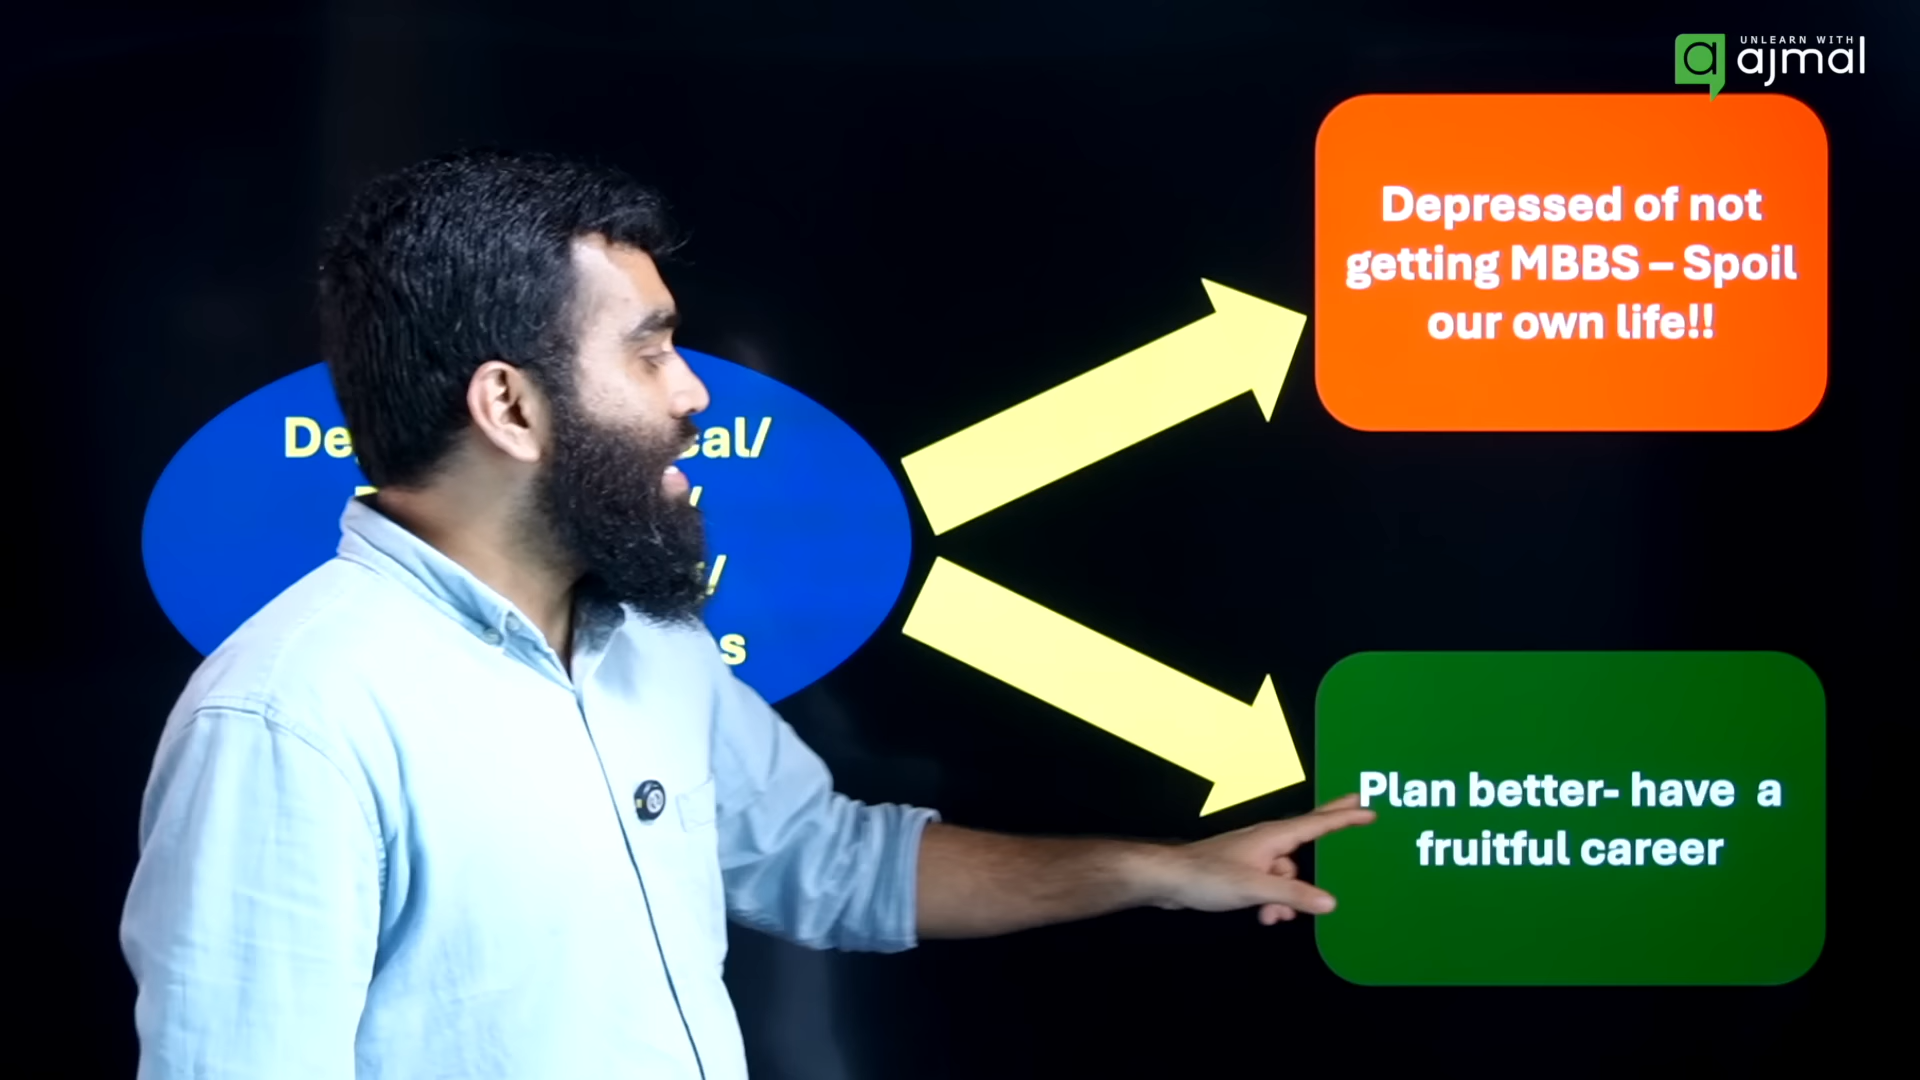 UNLEARN WITH
ajmal
Depressed of not
getting MBBS – Spoil
our own life!!
Plan better- have a
fruitful career